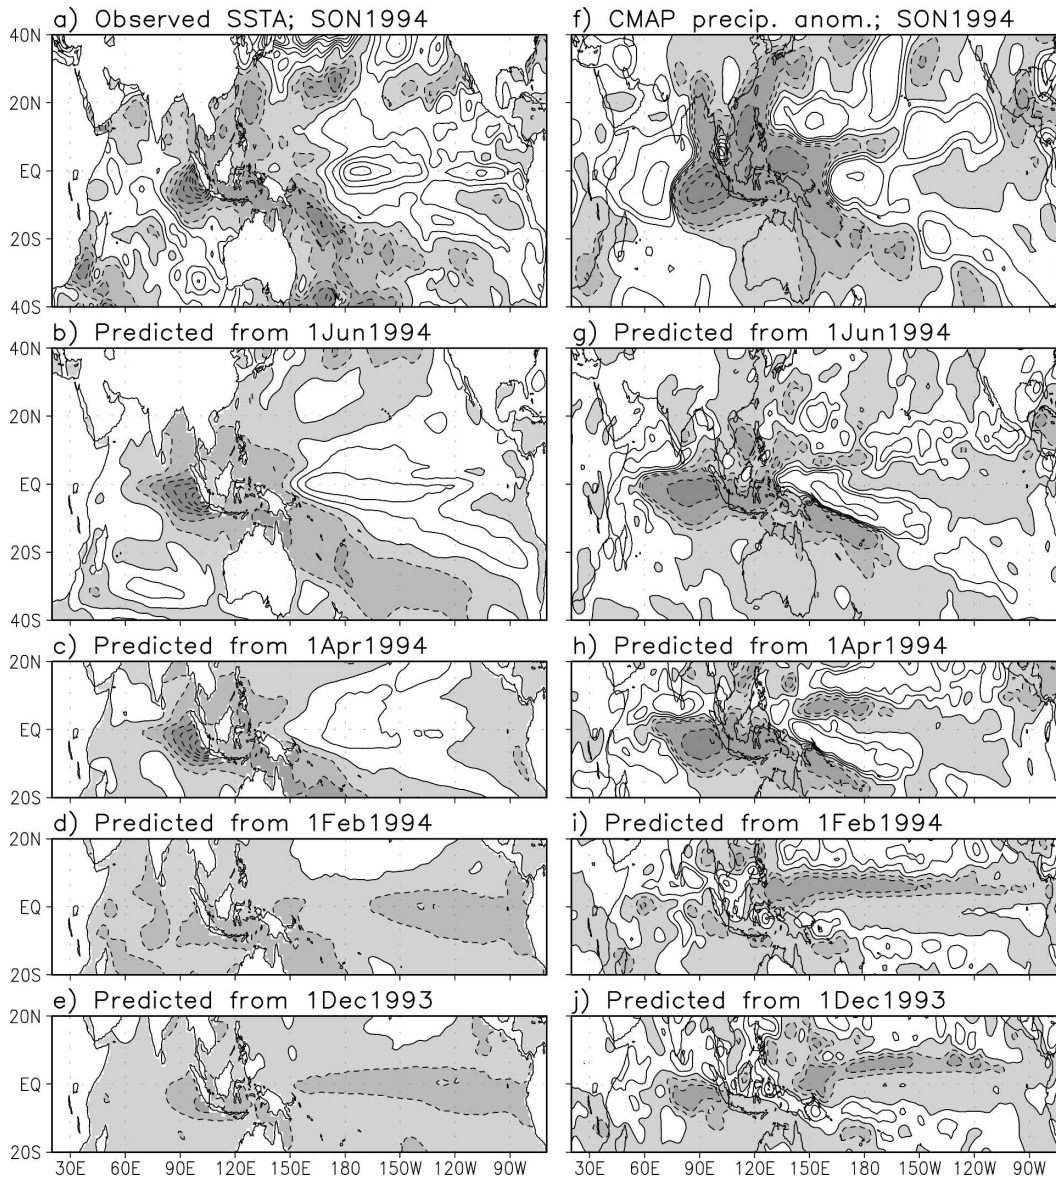 a) Observed SSTA; SON1994
40N
20N
EQ
20S
40S
b) Predicted from 1Jun1994
40N
20N
EQ
20S
40S
c) Predicted from 1Apr1994
20N
EQ
20S
d) Predicted from 1Feb1994
20N
EQ
20S
e) Predicted from 1Dec1993
20N
EQ
20S
30E 60E 90E 120E 150E 180 150W 120W 90W
f) CMAP precip. anom.; SON1994
g) Predicted from 1Jun1994
h) Predicted from 1Apr1994
i) Predicted from 1Feb1994
j) Predicted from 1Dec1993
30E 60E 90E 120E 150E 180 150W 120W 90W